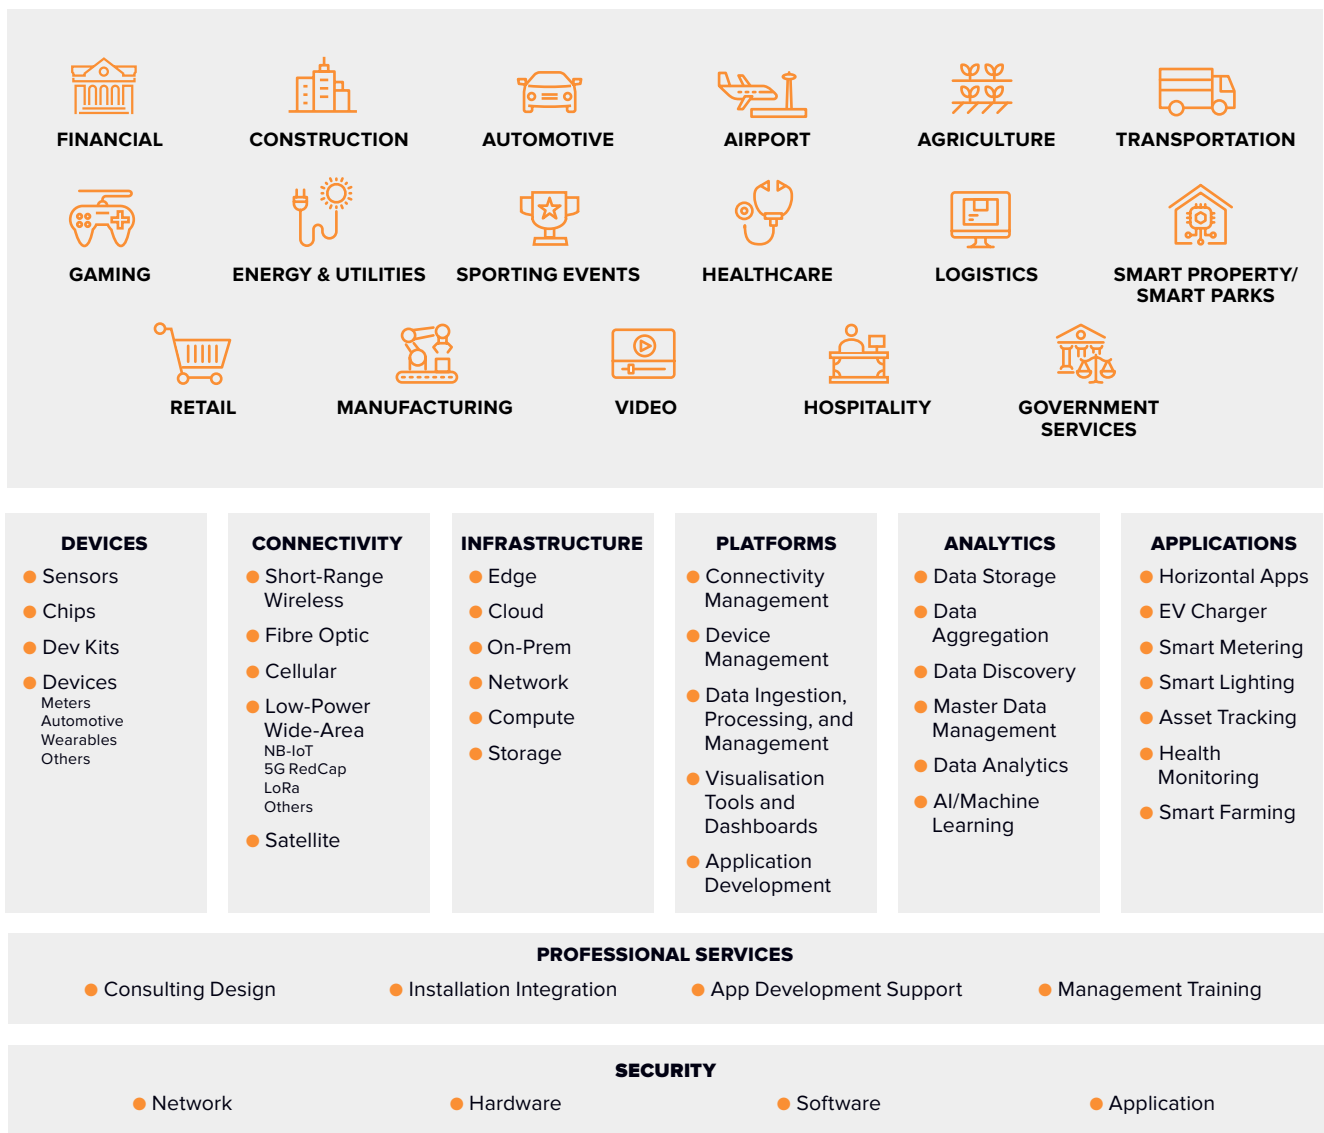 FINANCIAL
CONSTRUCTION
AUTOMOTIVE
AIRPORT
AGRICULTURE
TRANSPORTATION
GAMING
ENERGY & UTILITIES
SPORTING EVENTS
HEALTHCARE
LOGISTICS
SMART PROPERTY/
SMART PARKS
RETAIL
MANUFACTURING
VIDEO
HOSPITALITY
GOVERNMENT
SERVICES
DEVICES
Sensors
Chips
Dev Kits
Devices
Meters
Automotive
Wearables
Others
CONNECTIVITY
Short-Range
Wireless
Fibre Optic
Cellular
Low-Power
Wide-Area
NB-IoT
5G RedCap
LoRa
Others
Satellite
INFRASTRUCTURE
Edge
Cloud
On-Prem
Network
Compute
Storage
PLATFORMS
Connectivity
Management
Device
Management
Data Ingestion,
Processing, and
Management
Visualisation
Tools and
Dashboards
Application
Development
ANALYTICS
Data Storage
Data
Aggregation
Data Discovery
Master Data
Management
Data Analytics
AI/Machine
Learning
APPLICATIONS
Horizontal Apps
EV Charger
Smart Metering
Smart Lighting
Asset Tracking
Health
Monitoring
Smart Farming
PROFESSIONAL SERVICES
Consulting Design
Installation Integration
App Development Support
Management Training
SECURITY
Network
Hardware
Software
Application